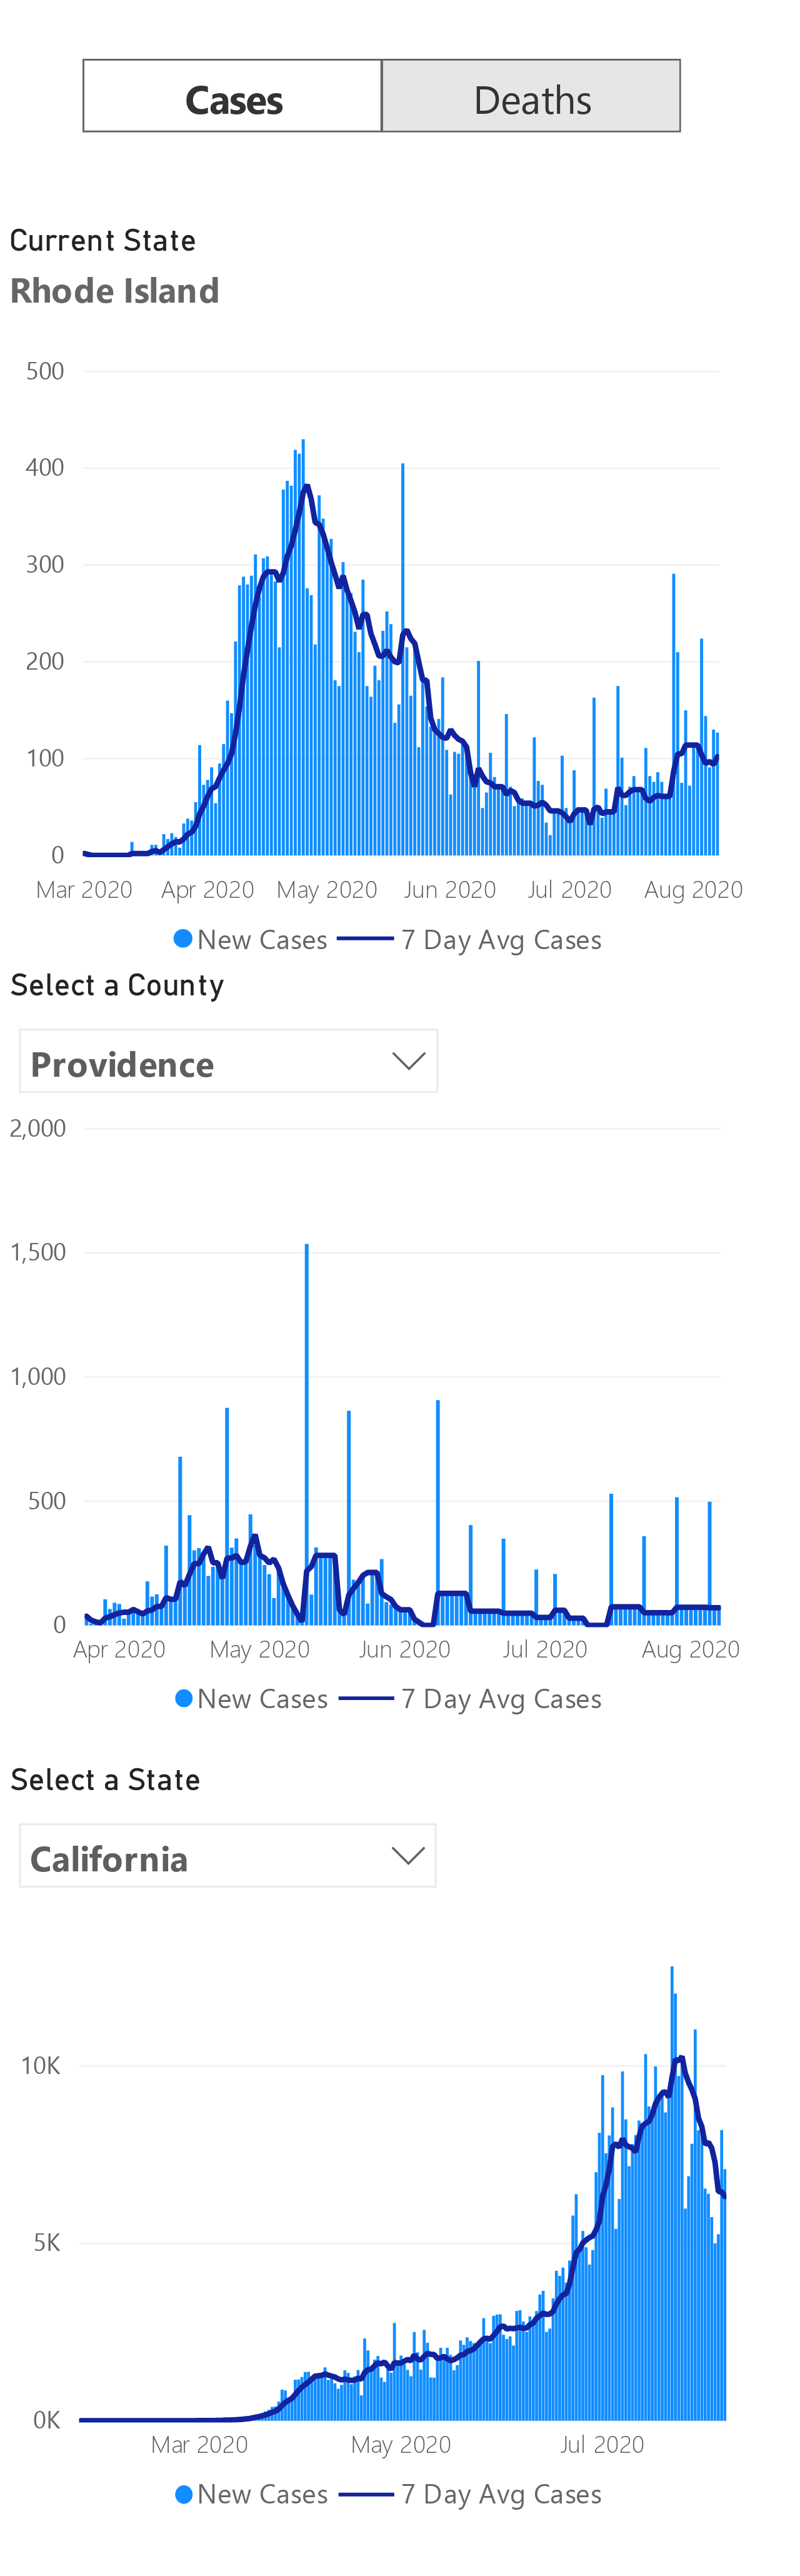 Cases Deaths
Current State
Rhode Island
500
400
300
200
100
0
Mar 2020 Apr 2020 May 2020 Jun 2020 Jul 2020 Aug 2020
New Cases 7 Day Avg Cases
Select a County
Providence
2,000
1,500
1,000
500
0
Apr 2020 May 2020 Jun 2020 Jul 2020 Aug 2020
New Cases 7 Day Avg Cases
Select a State
California
10K
5K
0K
Mar 2020 May 2020 Jul 2020
New Cases 7 Day Avg Cases